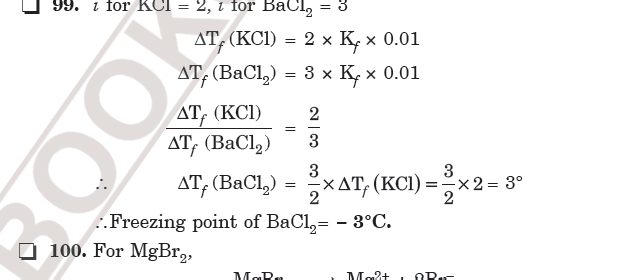 ❑ 99. i for KCl = 2, i for BaCl₂ = 3
ΔT_f (KCl) = 2 × K_f × 0.01
ΔT_f (BaCl₂) = 3 × K_f × 0.01
ΔT_f (KCl) / ΔT_f (BaCl₂) = 2/3
∴ ΔT_f (BaCl₂) = 3/2 × ΔT_f (KCl) = 3/2 × 2 = 3°
∴Freezing point of BaCl₂= – 3°C.
❑ 100. For MgBr₂,
BOOK